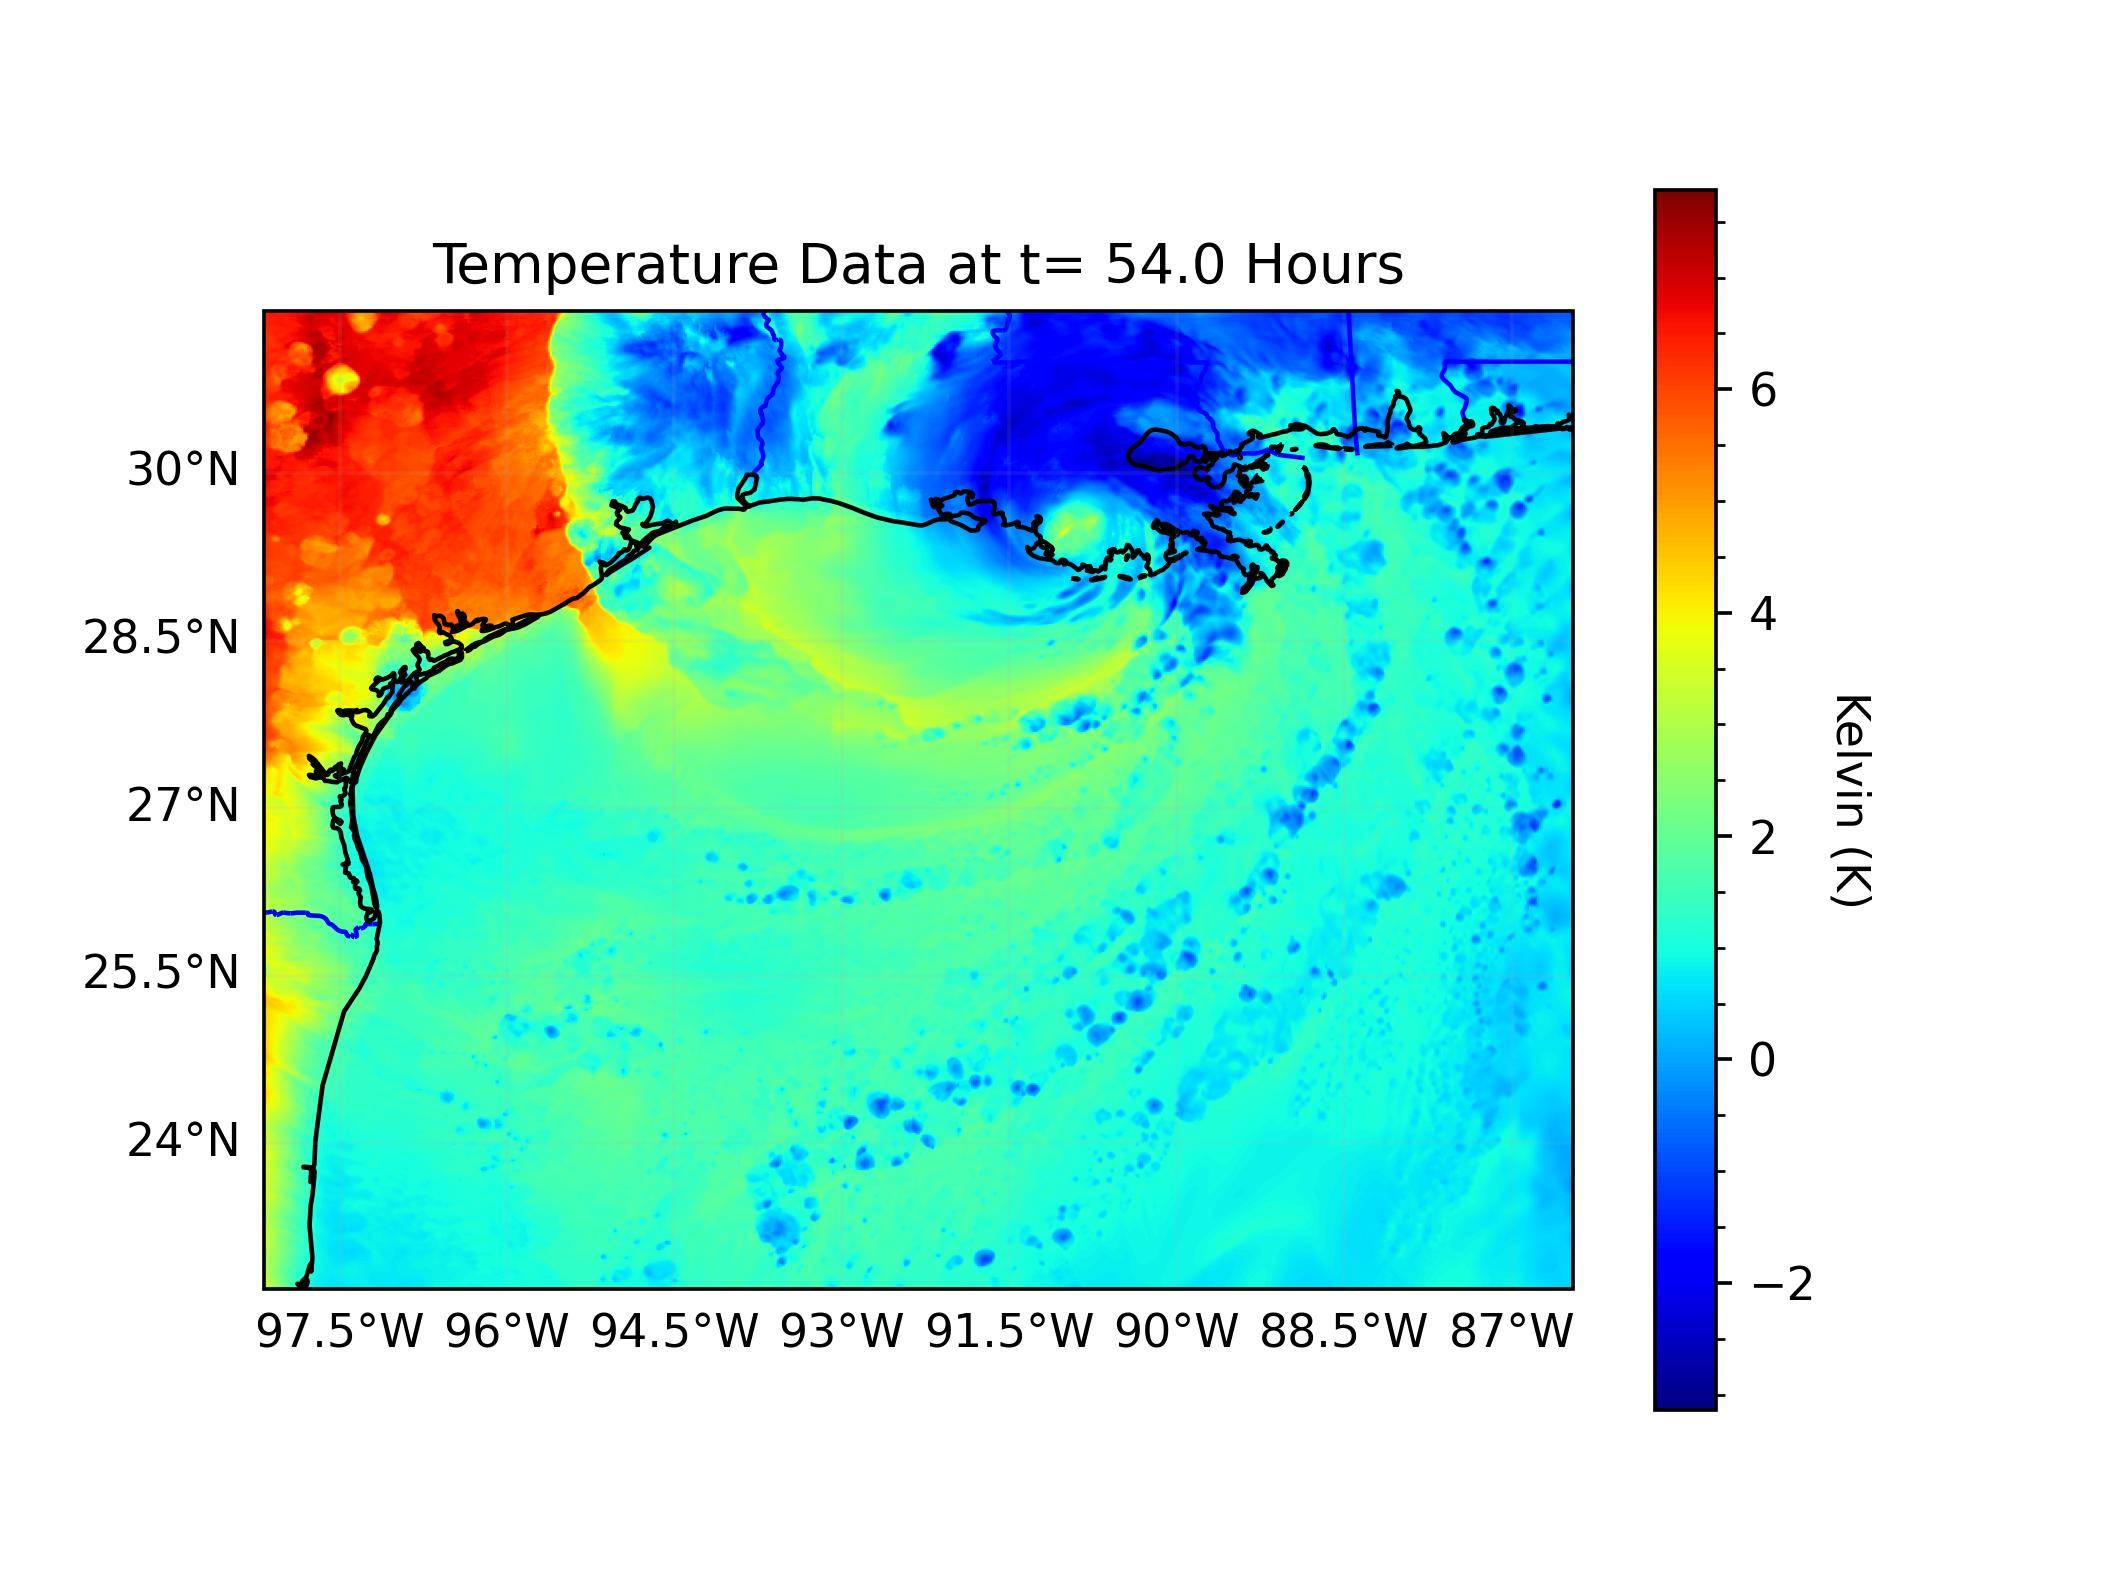 Temperature Data at t= 54.0 Hours
30°N
28.5°N
27°N
25.5°N
24°N
97.5°W 96°W 94.5°W 93°W 91.5°W 90°W 88.5°W 87°W
6
4
2
0
−2
Kelvin (K)